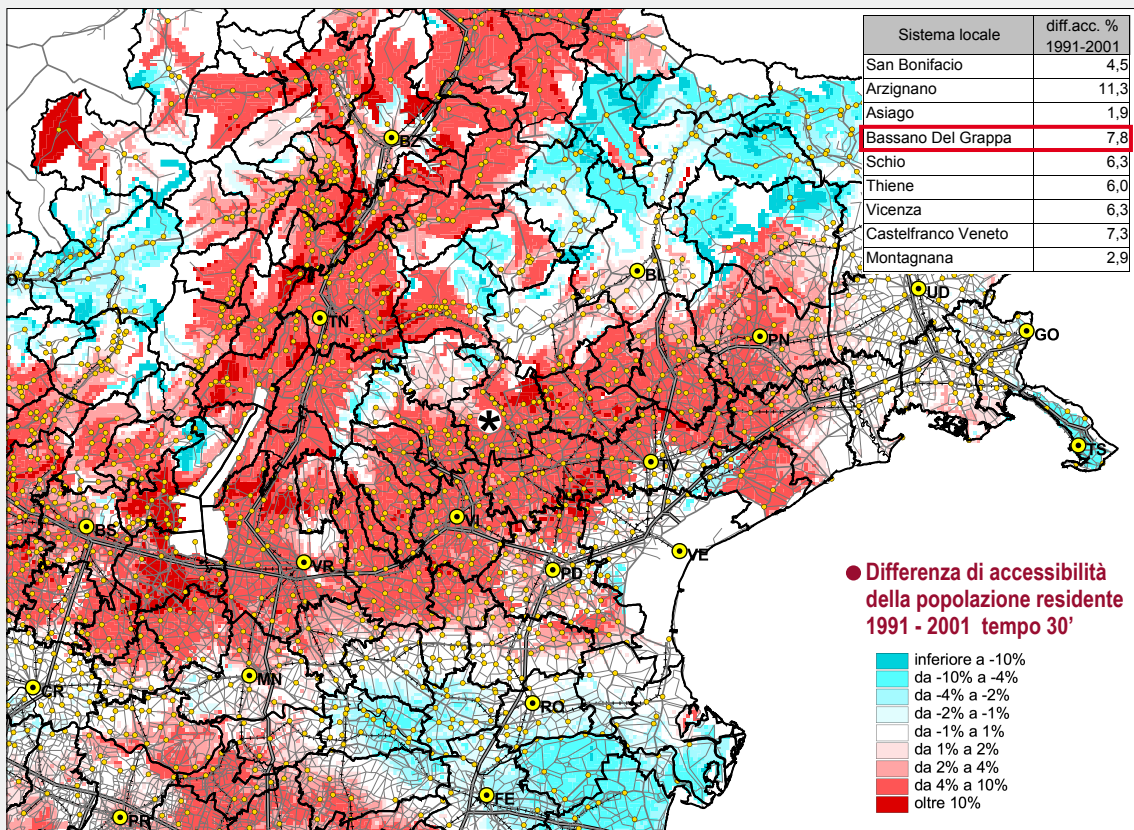 Sistema locale diff.acc. % 1991-2001
San Bonifacio 4,5
Arzignano 11,3
Asiago 1,9
Bassano Del Grappa 7,8
Schio 6,3
Thiene 6,0
Vicenza 6,3
Castelfranco Veneto 7,3
Montagnana 2,9
BZ
BL
UD
TN
GO
PN
*
TV
TS
BS
VI
VR
VE
PD
MN
CR
RO
FE
PR
● Differenza di accessibilità
della popolazione residente
1991 - 2001 tempo 30’
inferiore a -10%
da -10% a -4%
da -4% a -2%
da -2% a -1%
da -1% a 1%
da 1% a 2%
da 2% a 4%
da 4% a 10%
oltre 10%